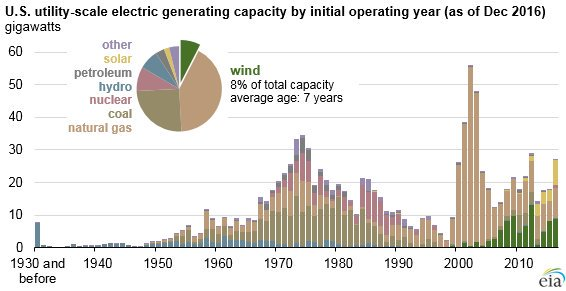 U.S. utility-scale electric generating capacity by initial operating year (as of Dec 2016)
gigawatts
60
50
40
30
20
10
0
other
solar
petroleum
hydro
nuclear
coal
natural gas
wind
8% of total capacity
average age: 7 years
1930 and before
1940
1950
1960
1970
1980
1990
2000
2010
eia